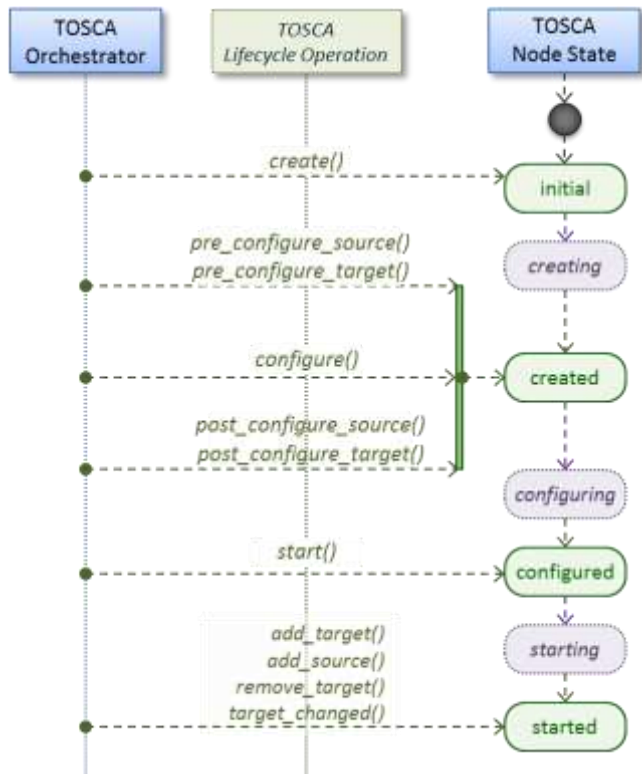 TOSCA
Orchestrator
TOSCA
Lifecycle Operation
TOSCA
Node State
create()
initial
pre_configure_source()
pre_configure_target()
creating
configure()
created
post_configure_source()
post_configure_target()
configuring
start()
configured
add_target()
add_source()
remove_target()
target_changed()
starting
started